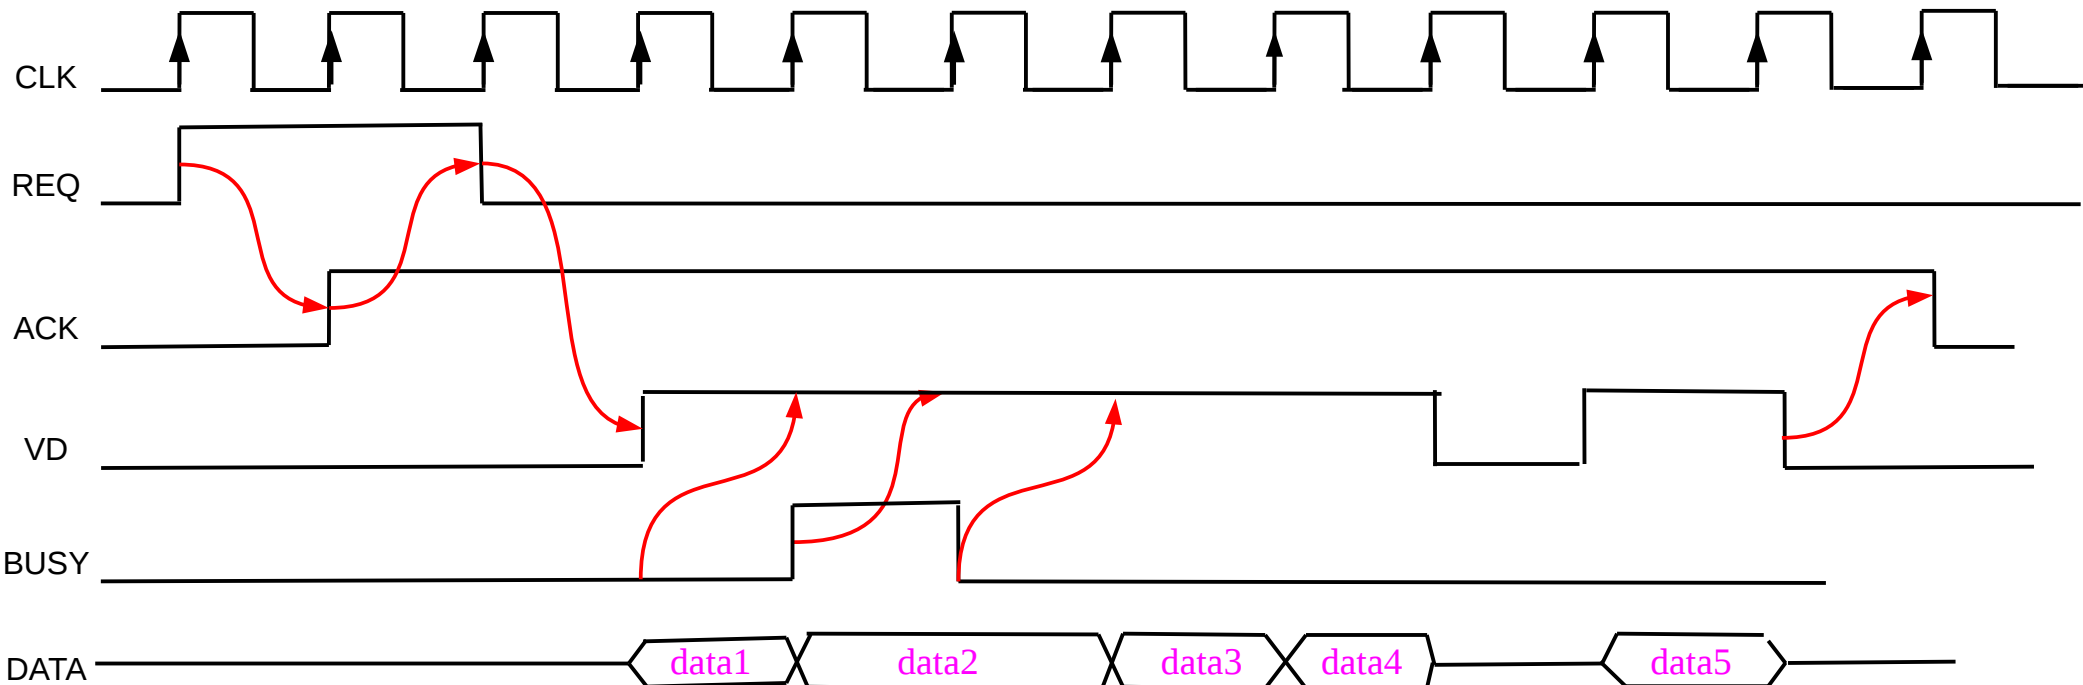 CLK
REQ
ACK
VD
BUSY
DATA data1 data2 data3 data4 data5